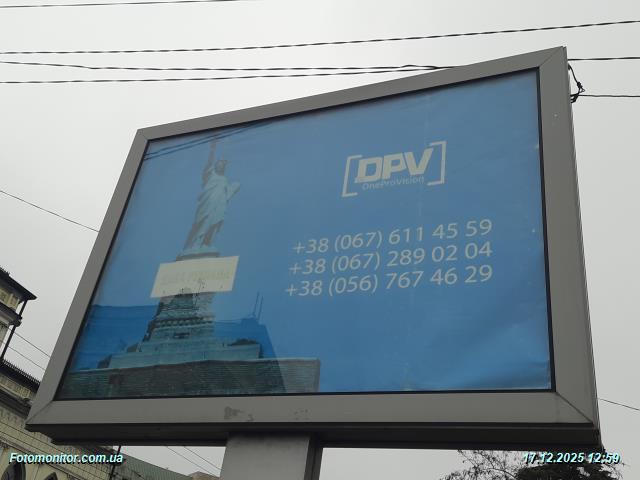 DPV
OneProVision
+38 (067) 611 45 59
+38 (067) 289 02 04
+38 (056) 767 46 29
Fotomonitor.com.ua
17.12.2025 12:59